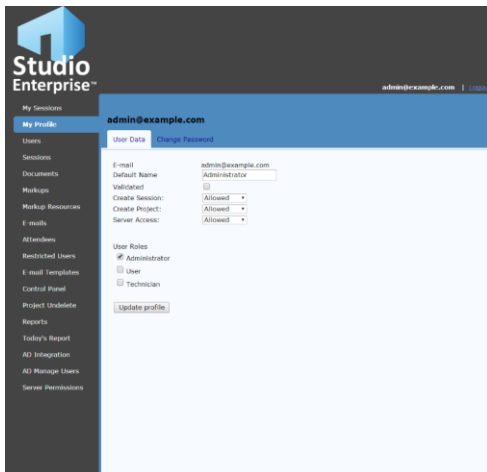 Studio
Enterprise™
admin@example.com | Logout
My Sessions
My Profile
Users
Sessions
Documents
Markups
Markup Resources
E-mails
Attendees
Restricted Users
E-mail Templates
Control Panel
Project Undelete
Reports
Today's Report
AD Integration
AD Manage Users
Server Permissions
admin@example.com
User Data Change Password
E-mail admin@example.com
Default Name Administrator
Validated
Create Session: Allowed
Create Project: Allowed
Server Access: Allowed
User Roles
Administrator
User
Technician
Update profile